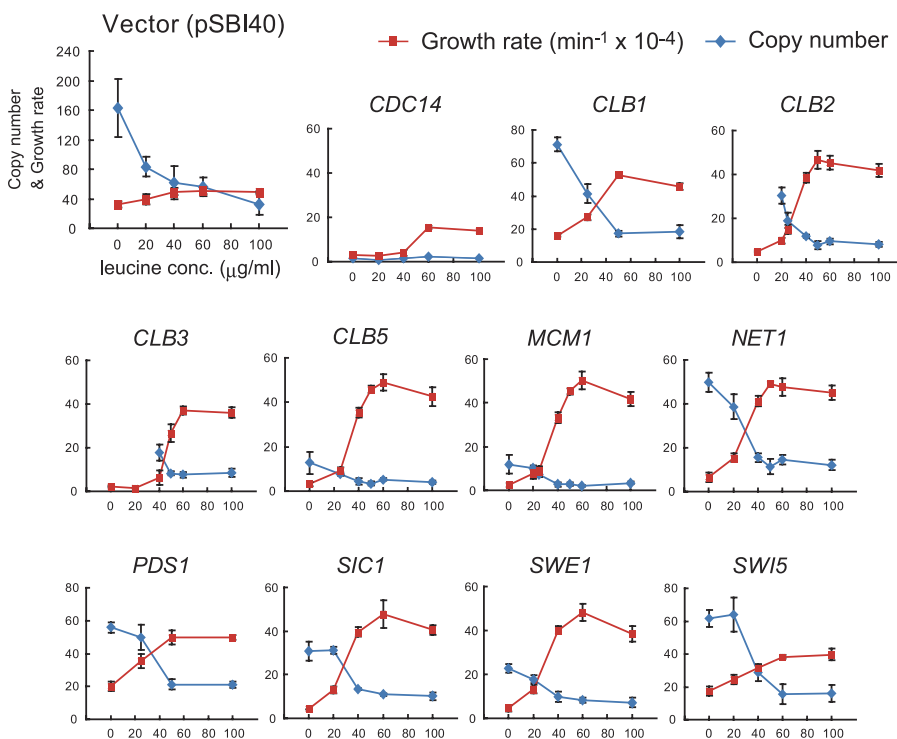 Vector (pSBI40)
Growth rate (min-1 x 10-4)
Copy number
Copy number
& Growth rate
240
200
160
120
80
40
0
0 20 40 60 80 100
leucine conc. (μg/ml)
CDC14
60
40
20
0
0 20 40 60 80 100
CLB1
80
60
40
20
0
0 20 40 60 80 100
CLB2
60
40
20
0
0 20 40 60 80 100
CLB3
60
40
20
0
0 20 40 60 80 100
CLB5
60
40
20
0
0 20 40 60 80 100
MCM1
60
40
20
0
0 20 40 60 80 100
NET1
60
40
20
0
0 20 40 60 80 100
PDS1
80
60
40
20
0
0 20 40 60 80 100
SIC1
60
40
20
0
0 20 40 60 80 100
SWE1
60
40
20
0
0 20 40 60 80 100
SWI5
80
60
40
20
0
0 20 40 60 80 100